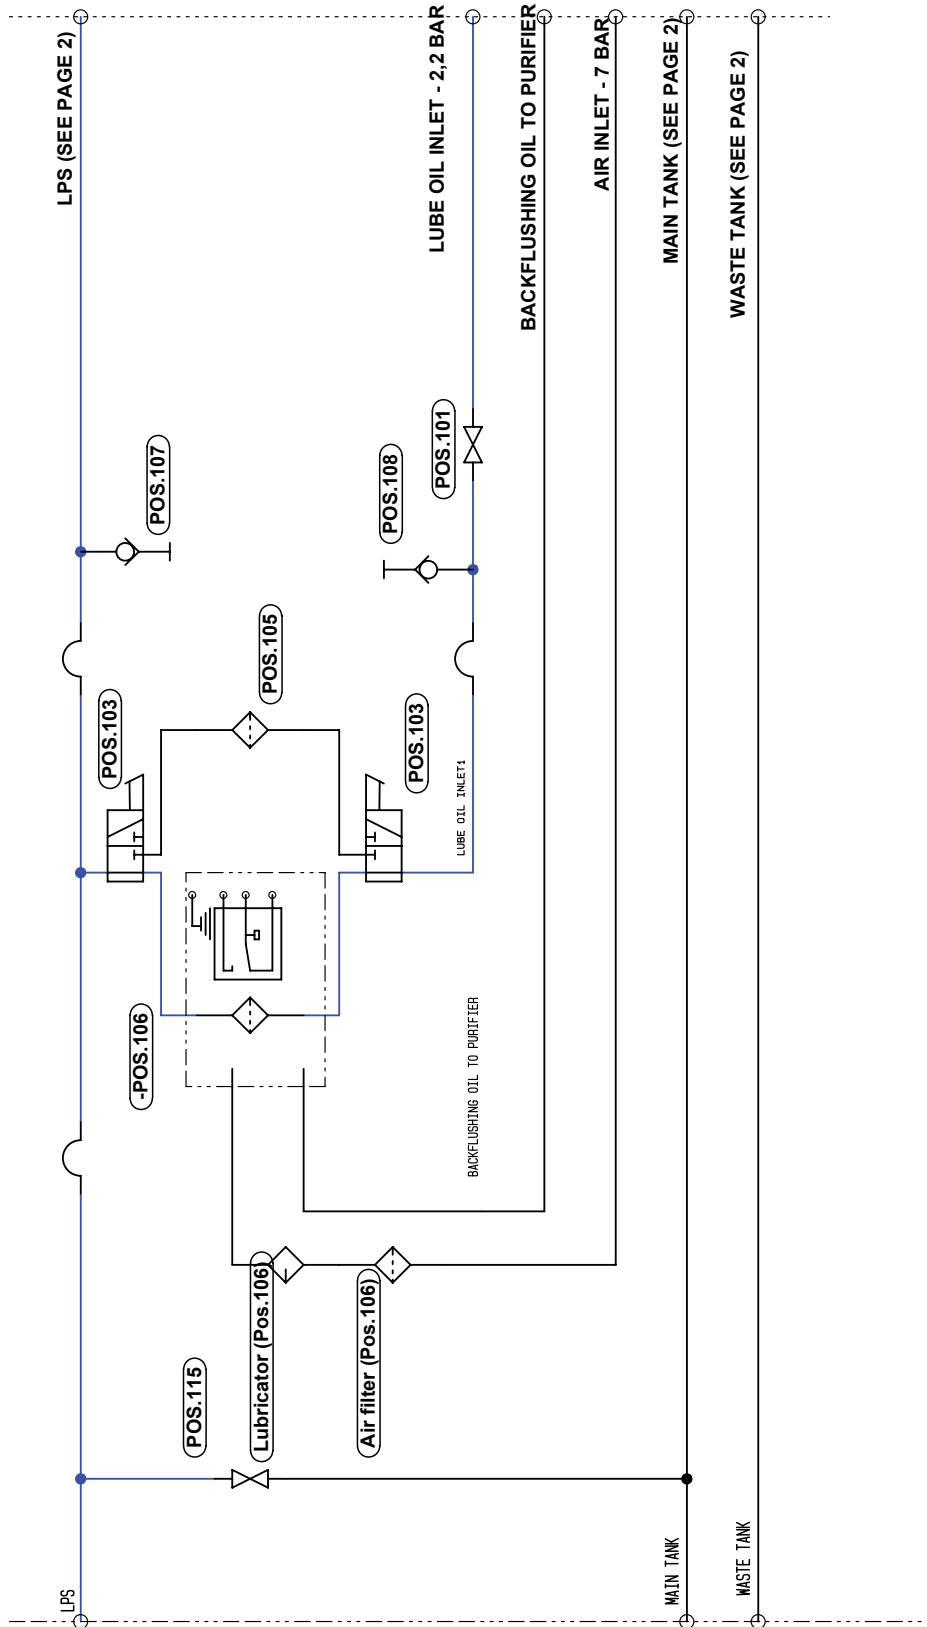 LPS (SEE PAGE 2)
LUBE OIL INLET - 2,2 BAR
BACKFLUSHING OIL TO PURIFIER
AIR INLET - 7 BAR
MAIN TANK (SEE PAGE 2)
WASTE TANK (SEE PAGE 2)
POS.107
POS.108
POS.101
POS.103
POS.105
POS.103
LUBE OIL INLET1
-POS.106
BACKFLUSHING OIL TO PURIFIER
POS.115
Lubricator (Pos.106)
Air filter (Pos.106)
LPS
MAIN TANK
WASTE TANK